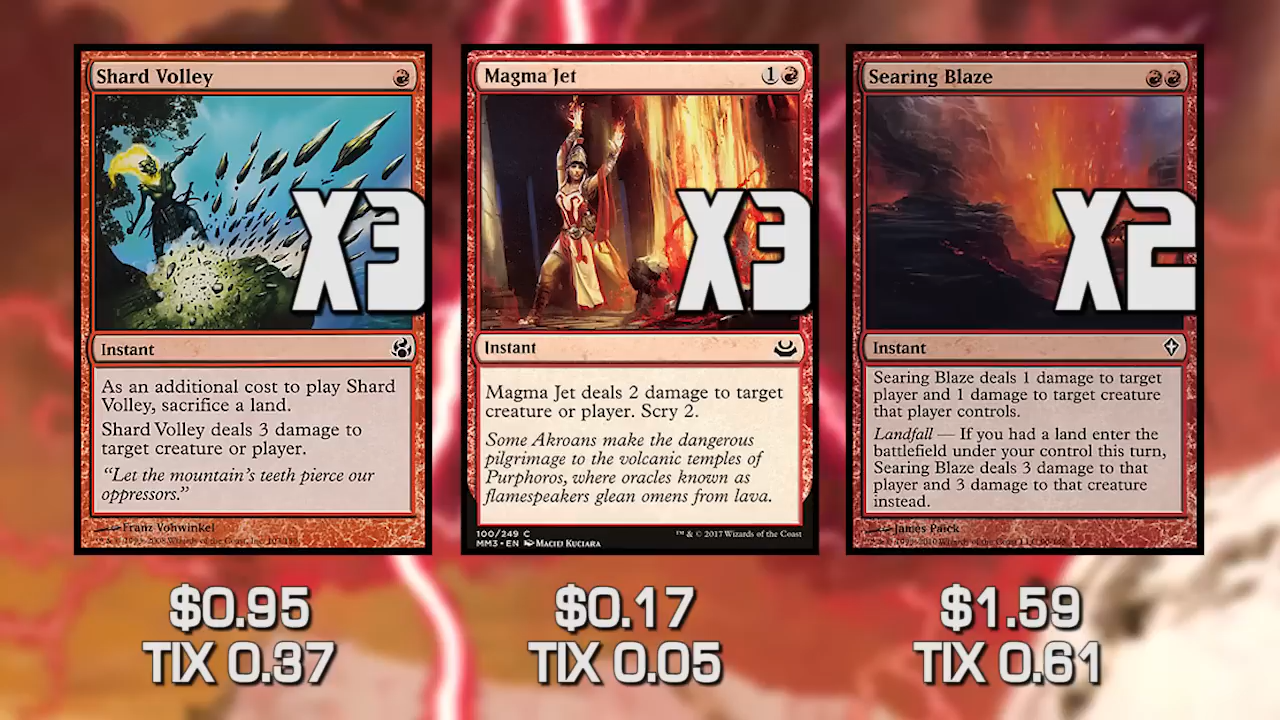 Shard Volley
X3
Instant
As an additional cost to play Shard
Volley, sacrifice a land.
Shard Volley deals 3 damage to
target creature or player.
“Let the mountain’s teeth pierce our
oppressors.”
Franz Vohwinkel
$0.95
TIX 0.37
Magma Jet
1
X3
Instant
Magma Jet deals 2 damage to target
creature or player. Scry 2.
Some Akroans make the dangerous
pilgrimage to the volcanic temples of
Purphoros, where oracles known as
flamespeakers glean omens from lava.
100/249 C
MM3 • EN Maciej Kuciara
™ & © 2017 Wizards of the Coast
$0.17
TIX 0.05
Searing Blaze
X2
Instant
Searing Blaze deals 1 damage to target
player and 1 damage to target creature
that player controls.
Landfall — If you had a land enter the
battlefield under your control this turn,
Searing Blaze deals 3 damage to that
player and 3 damage to that creature
instead.
James Paick
$1.59
TIX 0.61